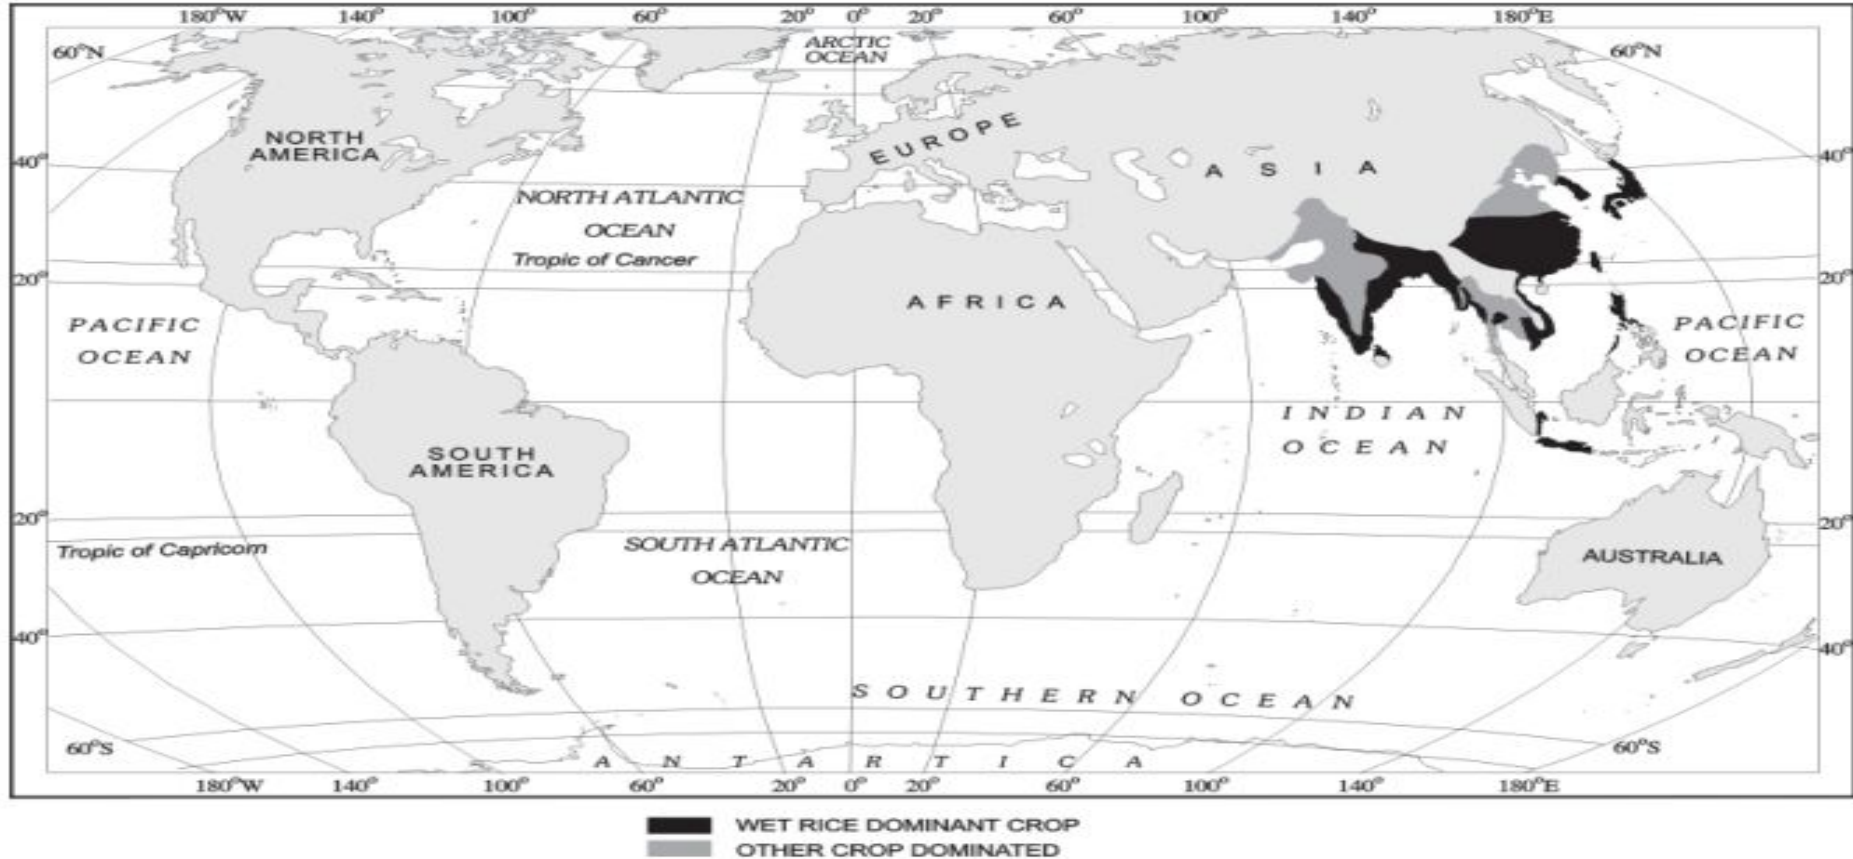 180°W 140° 100° 60° 20° 0° 20° 60° 100° 140° 180°E
ARCTIC
OCEAN
60°N 60°N
NORTH
AMERICA
EUROPE
ASIA
40° 40°
NORTH ATLANTIC
OCEAN
Tropic of Cancer
20° 20°
AFRICA
PACIFIC
OCEAN
PACIFIC
OCEAN
INDIAN
OCEAN
SOUTH
AMERICA
20° 20°
Tropic of Capricorn
SOUTH ATLANTIC
OCEAN
AUSTRALIA
40° 40°
SOUTHERN OCEAN
60°S 60°S
ANTARTICA
180°W 140° 100° 60° 20° 0° 20° 60° 100° 140° 180°E
WET RICE DOMINANT CROP
OTHER CROP DOMINATED